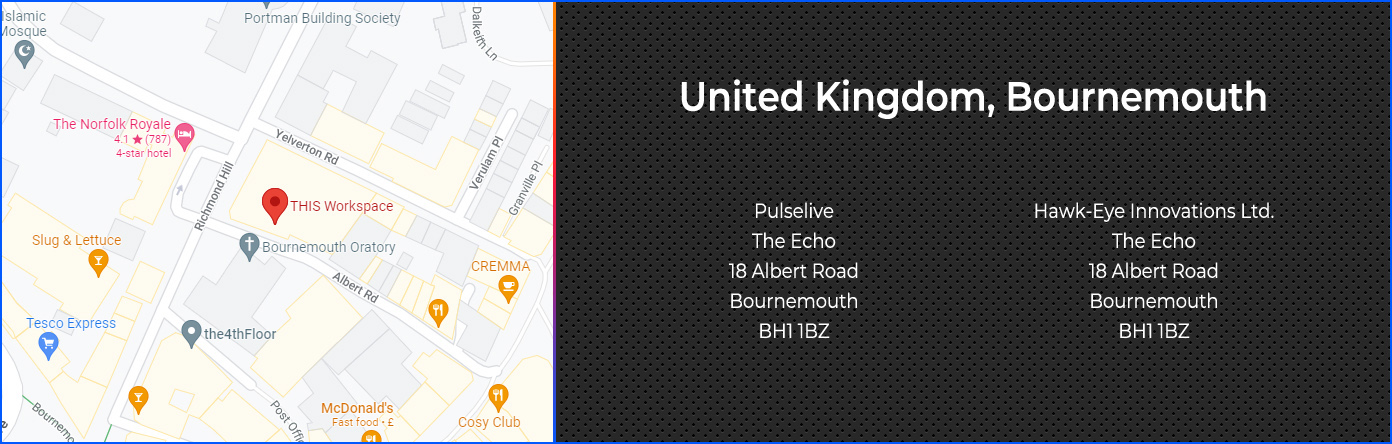 Islamic
Mosque
Portman Building Society
Dalkeith Ln
The Norfolk Royale
4.1 ★ (787)
4-star hotel
Yelverton Rd
Verulam Pl
Granville Pl
Richmond Hill
THIS Workspace
Slug & Lettuce
Bournemouth Oratory
CREMMA
Albert Rd
Tesco Express
the4thFloor
McDonald's
Fast food • £
Cosy Club
Post Offi
Bournemo
United Kingdom, Bournemouth
Pulselive
The Echo
18 Albert Road
Bournemouth
BH1 1BZ
Hawk-Eye Innovations Ltd.
The Echo
18 Albert Road
Bournemouth
BH1 1BZ